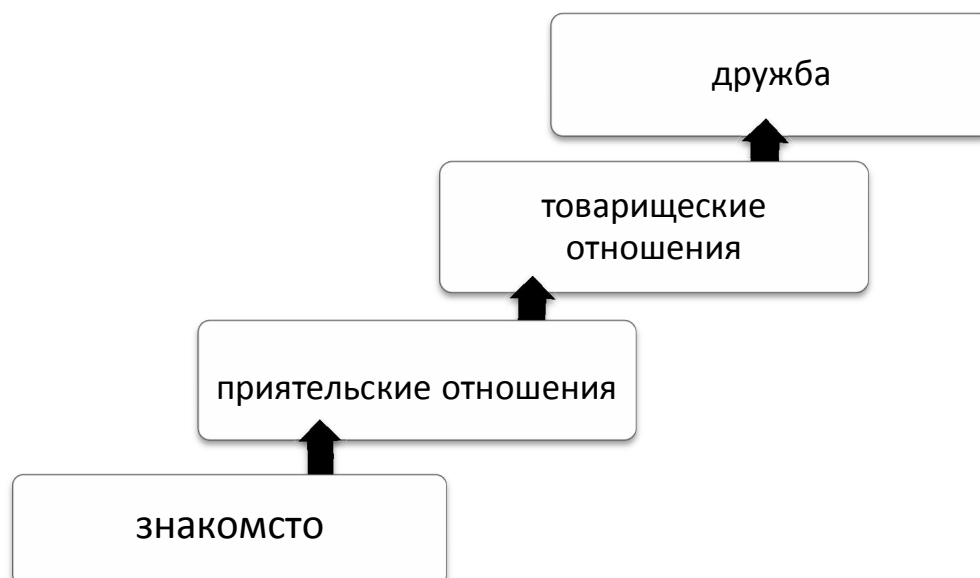 дружба
товарищеские
отношения
приятельские отношения
знакомсто